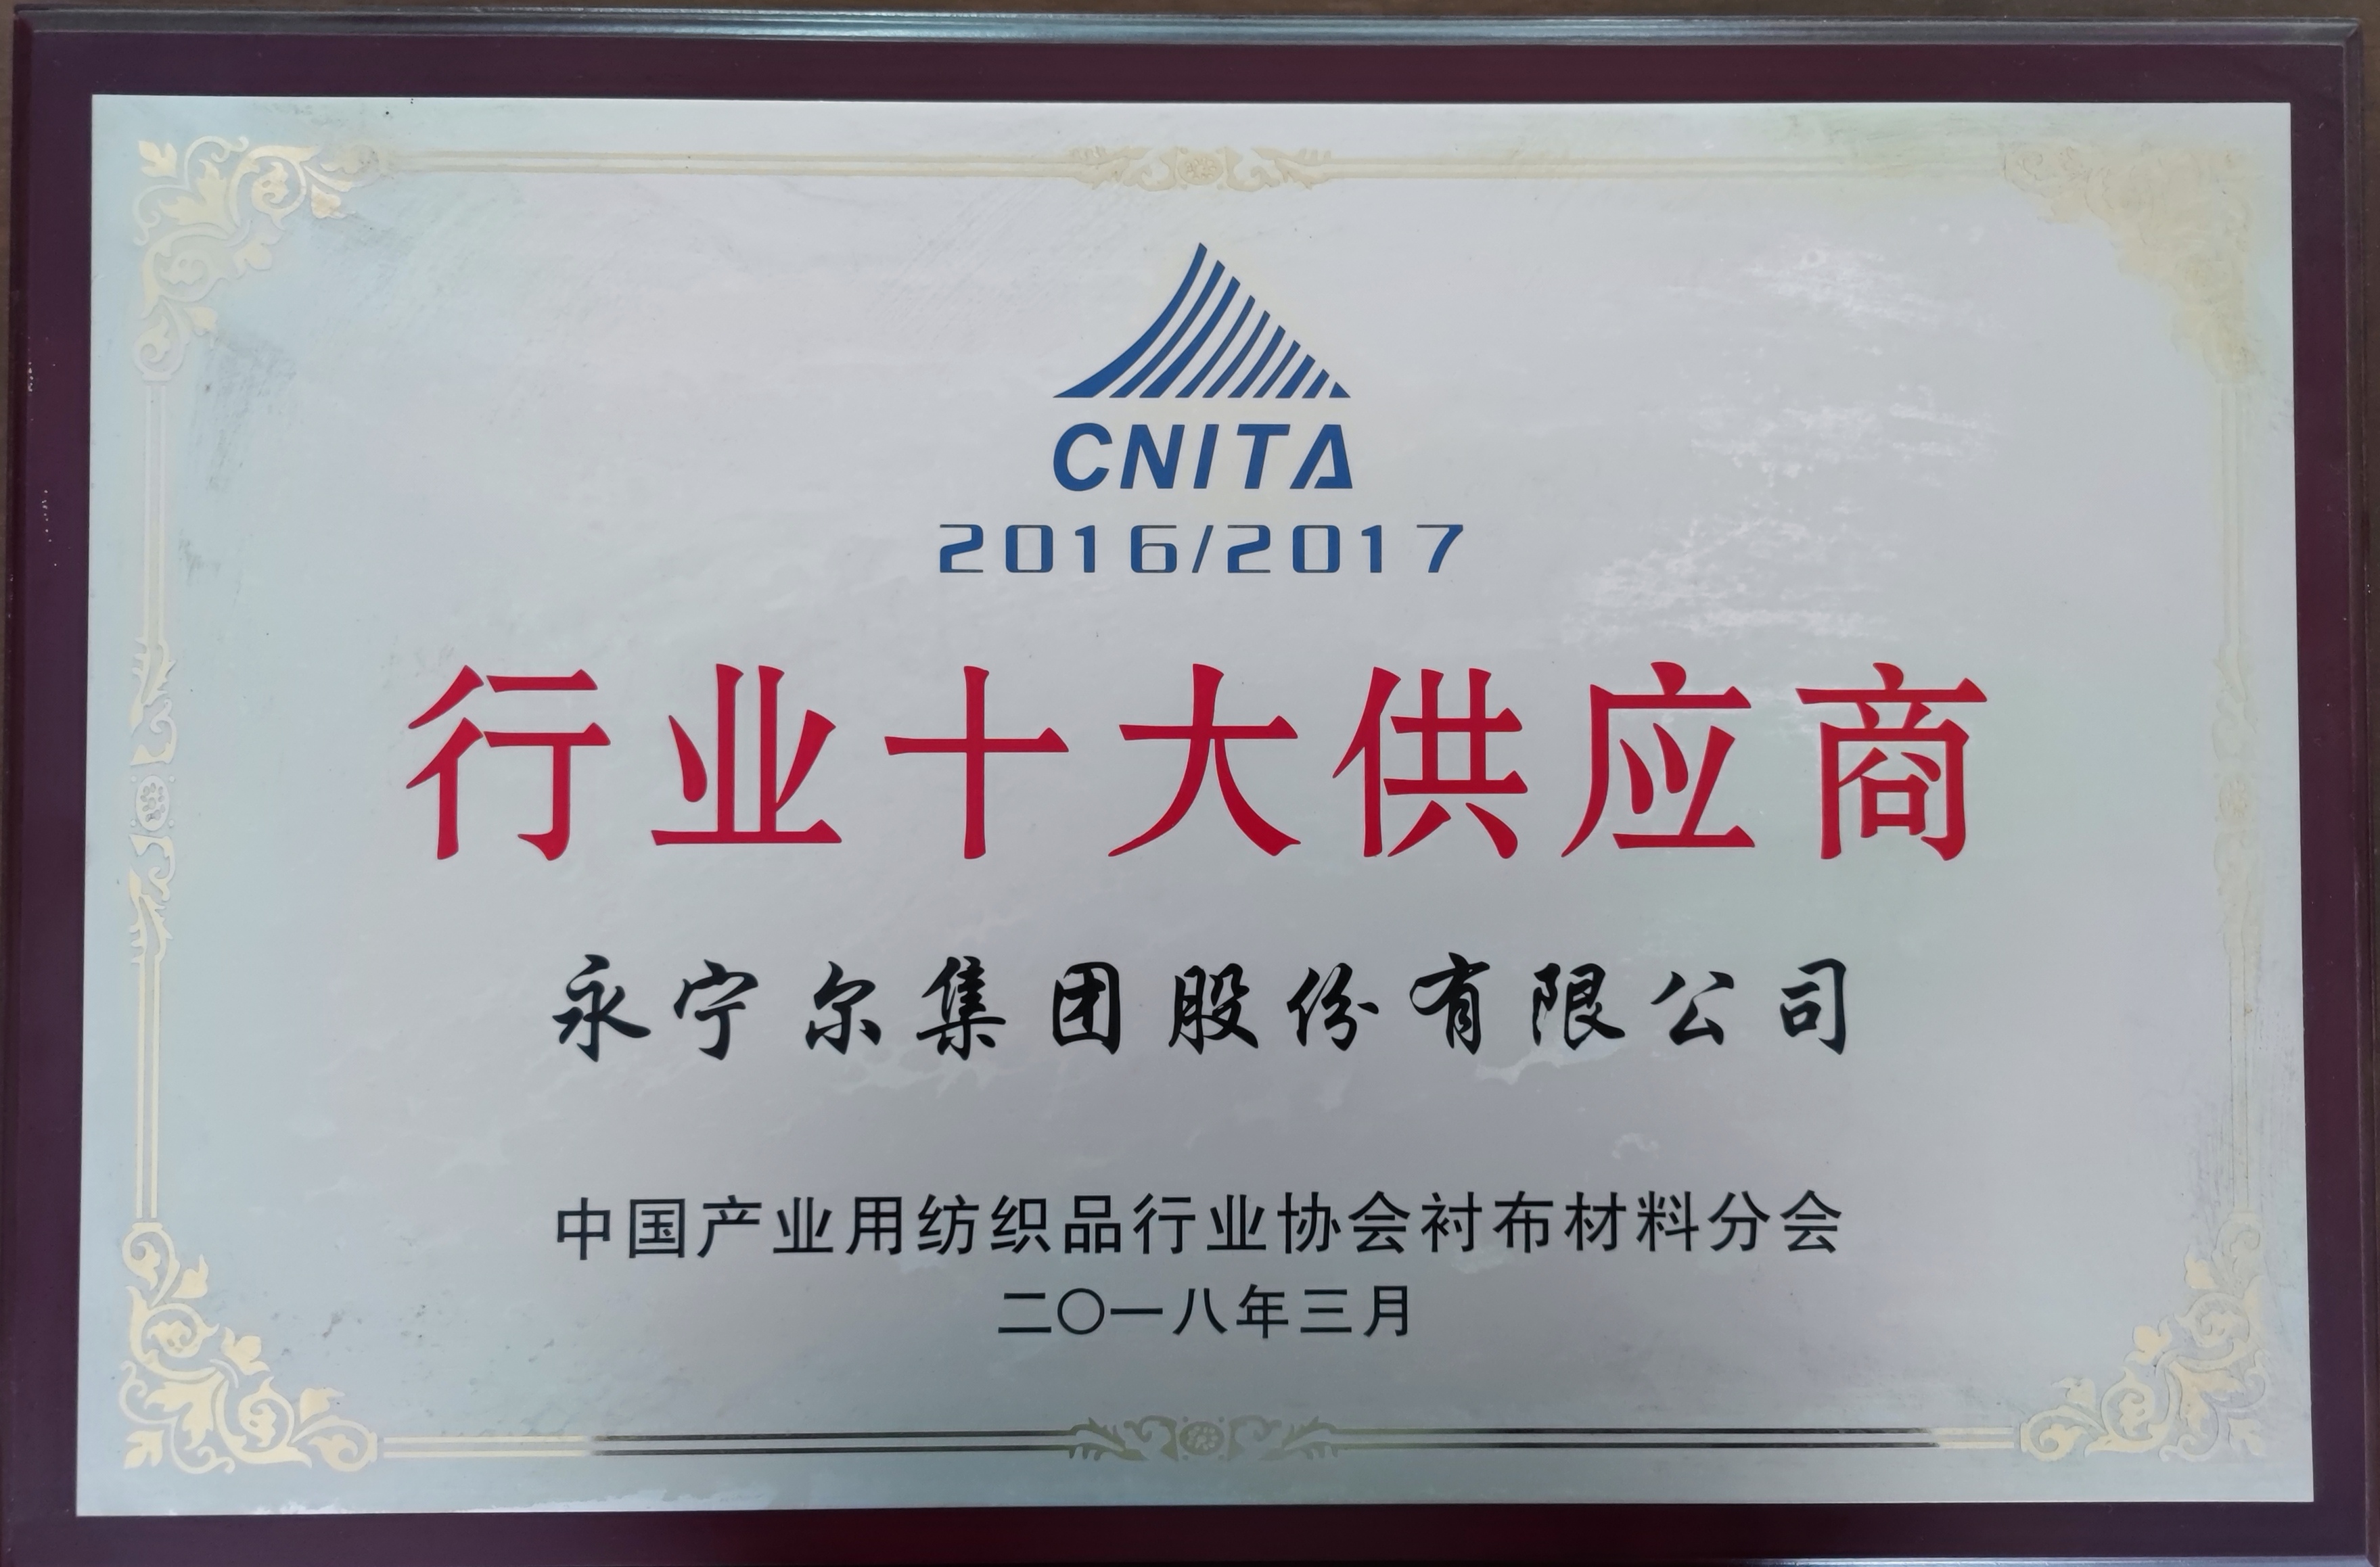 CNITA
2016/2017
行业十大供应商
永宁尔集团股份有限公司
中国产业用纺织品行业协会衬布材料分会
二〇一八年三月